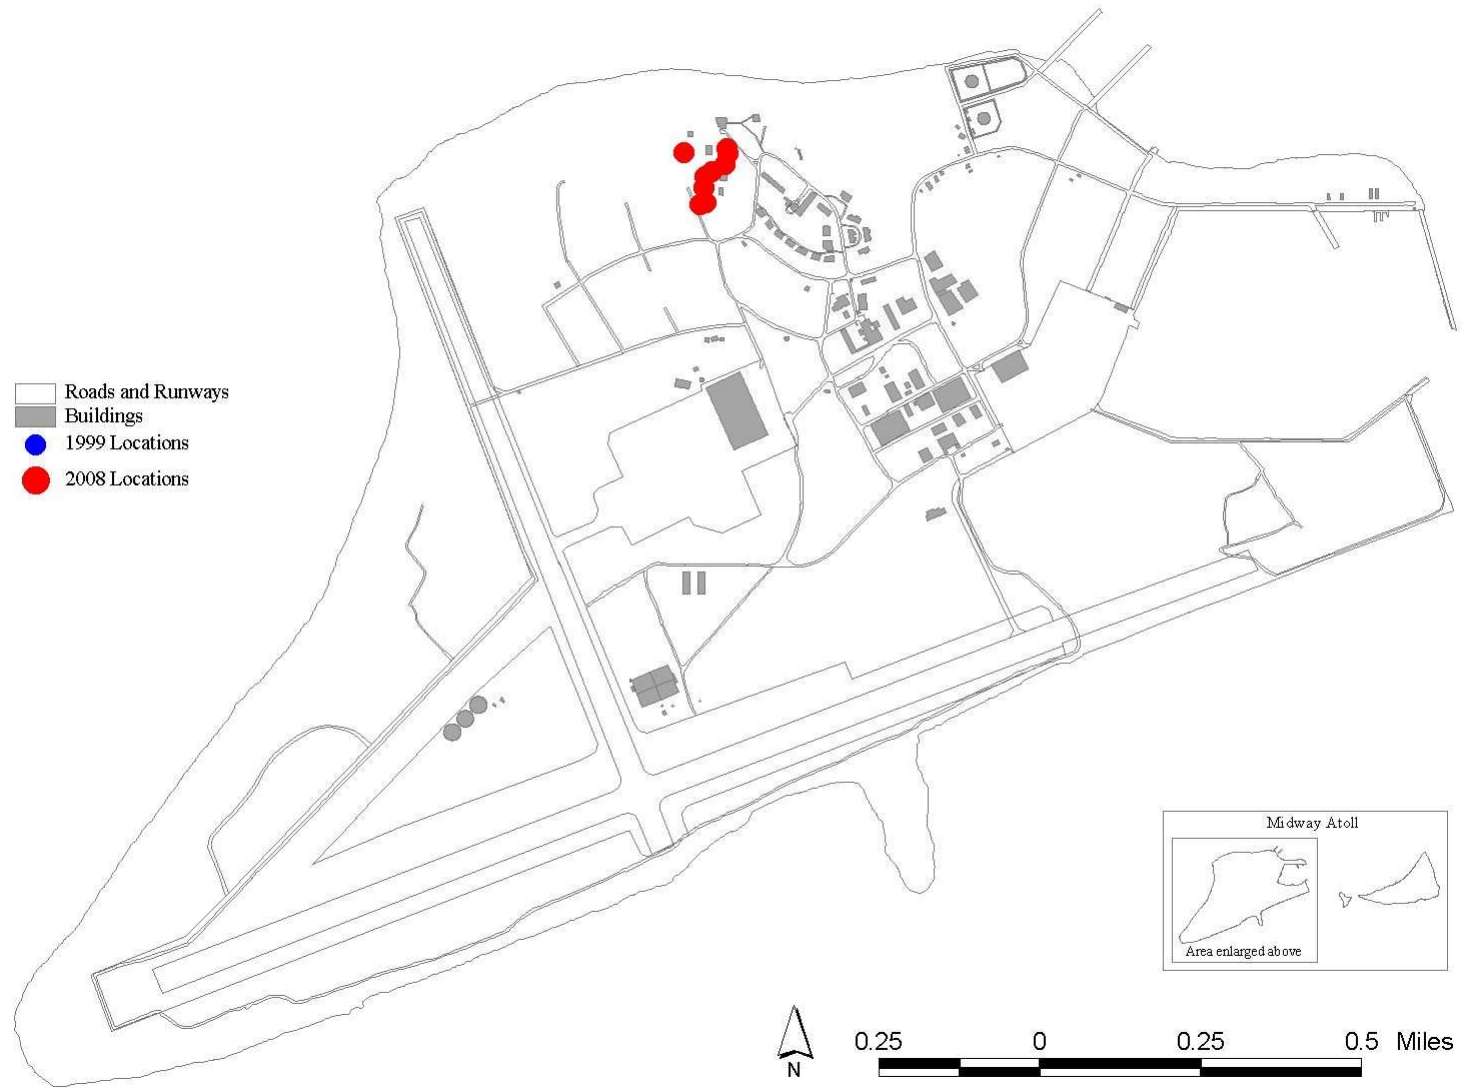 Roads and Runways
Buildings
1999 Locations
2008 Locations
Midway Atoll
Area enlarged above
N
0.25 0 0.25 0.5 Miles